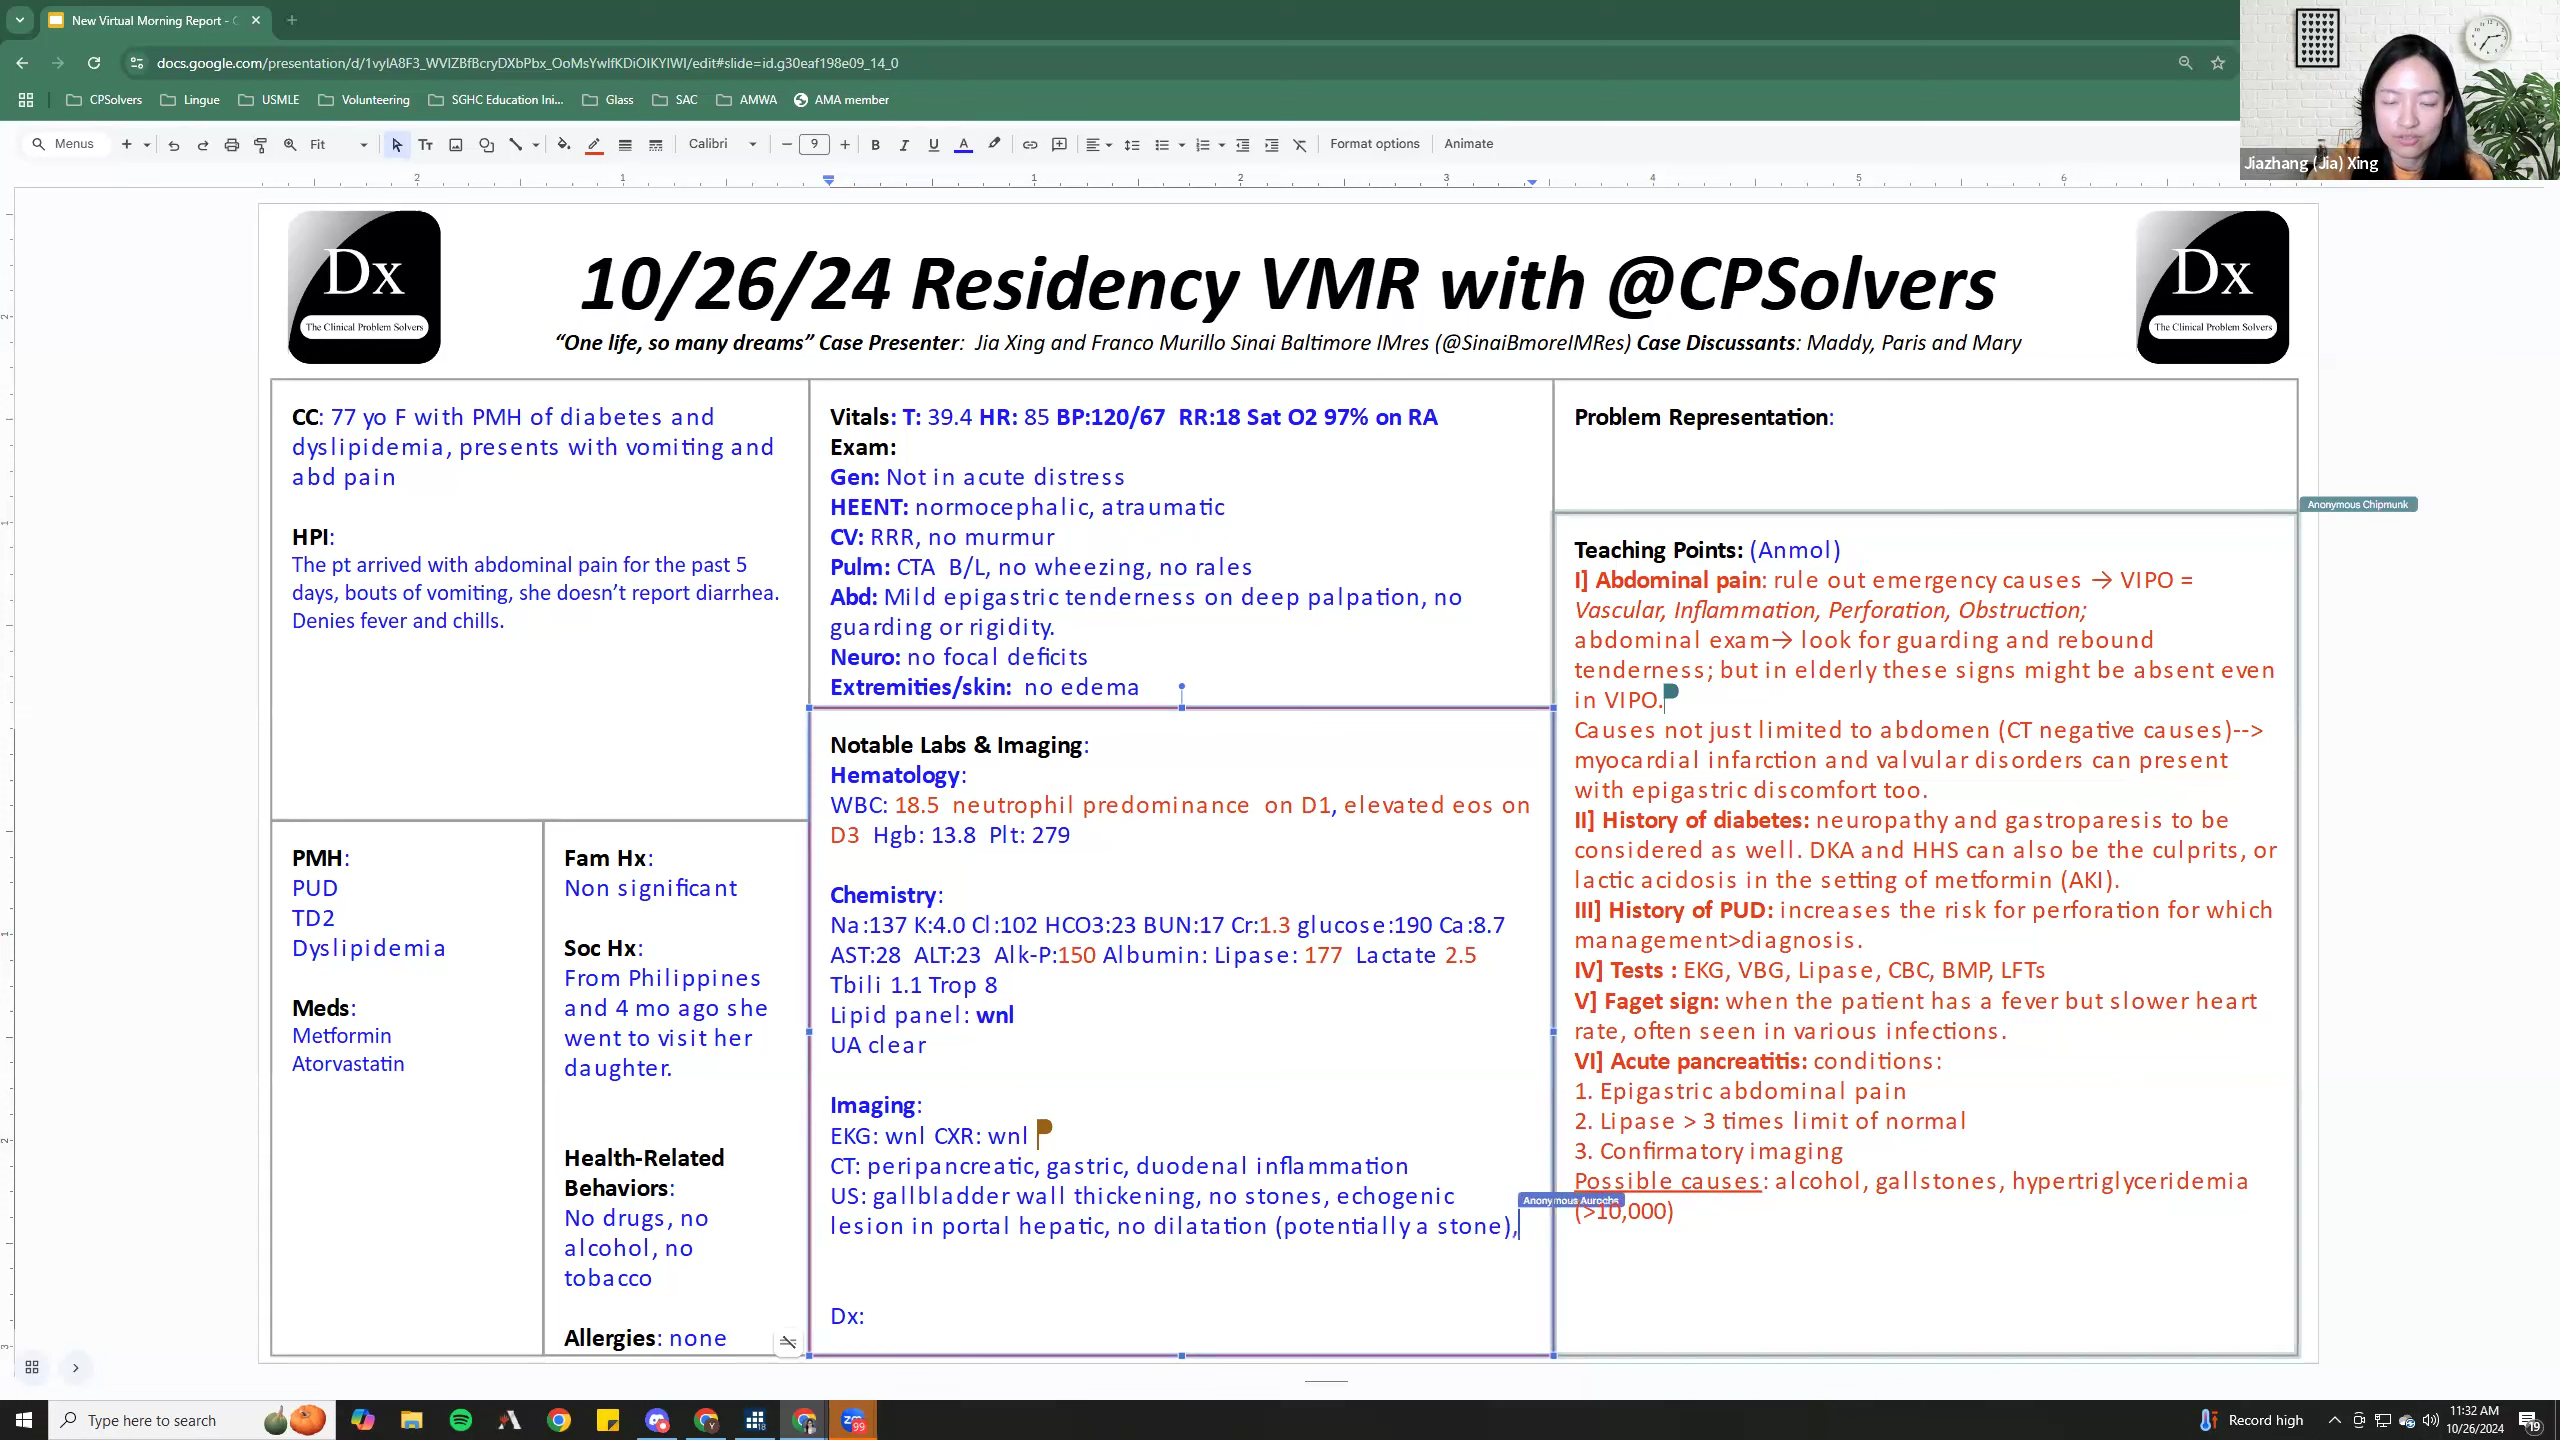 New Virtual Morning Report - C
docs.google.com/presentation/d/1vylA8F3_WVIZBfBcryDXbPbx_OoMsYwIfKDiOIKYIWI/edit#slide=id.g30eaf198e09_14_0
CPSolvers Lingue USMLE Volunteering SGHC Education Ini... Glass SAC AMWA AMA member
Menus Fit Calibri 9 Format options Animate
Jiazhang (Jia) Xing
2 1 1 2 3 4 5 6
Dx
The Clinical Problem Solvers
10/26/24 Residency VMR with @CPSolvers
"One life, so many dreams" Case Presenter: Jia Xing and Franco Murillo Sinai Baltimore IMres (@SinaiBmoreIMRes) Case Discussants: Maddy, Paris and Mary
Dx
The Clinical Problem Solvers
CC: 77 yo F with PMH of diabetes and
dyslipidemia, presents with vomiting and
abd pain
HPI:
The pt arrived with abdominal pain for the past 5
days, bouts of vomiting, she doesn't report diarrhea.
Denies fever and chills.
PMH:
PUD
TD2
Dyslipidemia
Meds:
Metformin
Atorvastatin
Fam Hx:
Non significant
Soc Hx:
From Philippines
and 4 mo ago she
went to visit her
daughter.
Health-Related
Behaviors:
No drugs, no
alcohol, no
tobacco
Allergies: none
Vitals: T: 39.4 HR: 85 BP:120/67 RR:18 Sat O2 97% on RA
Exam:
Gen: Not in acute distress
HEENT: normocephalic, atraumatic
CV: RRR, no murmur
Pulm: CTA B/L, no wheezing, no rales
Abd: Mild epigastric tenderness on deep palpation, no
guarding or rigidity.
Neuro: no focal deficits
Extremities/skin: no edema
Notable Labs & Imaging:
Hematology:
WBC: 18.5 neutrophil predominance on D1, elevated eos on
D3 Hgb: 13.8 Plt: 279
Chemistry:
Na:137 K:4.0 Cl:102 HCO3:23 BUN:17 Cr:1.3 glucose:190 Ca:8.7
AST:28 ALT:23 Alk-P:150 Albumin: Lipase: 177 Lactate 2.5
Tbili 1.1 Trop 8
Lipid panel: wnl
UA clear
Imaging:
EKG: wnl CXR: wnl
CT: peripancreatic, gastric, duodenal inflammation
US: gallbladder wall thickening, no stones, echogenic
lesion in portal hepatic, no dilatation (potentially a stone),
Dx:
Problem Representation:
Anonymous Chipmunk
Teaching Points: (Anmol)
I] Abdominal pain: rule out emergency causes → VIPO =
Vascular, Inflammation, Perforation, Obstruction;
abdominal exam→ look for guarding and rebound
tenderness; but in elderly these signs might be absent even
in VIPO.
Causes not just limited to abdomen (CT negative causes)-->
myocardial infarction and valvular disorders can present
with epigastric discomfort too.
II] History of diabetes: neuropathy and gastroparesis to be
considered as well. DKA and HHS can also be the culprits, or
lactic acidosis in the setting of metformin (AKI).
III] History of PUD: increases the risk for perforation for which
management>diagnosis.
IV] Tests : EKG, VBG, Lipase, CBC, BMP, LFTs
V] Faget sign: when the patient has a fever but slower heart
rate, often seen in various infections.
VI] Acute pancreatitis: conditions:
1. Epigastric abdominal pain
2. Lipase > 3 times limit of normal
3. Confirmatory imaging
Possible causes: alcohol, gallstones, hypertriglyceridemia
Anonymous Aurochs
(>10,000)
Type here to search
zm
99
Record high
11:32 AM
10/26/2024
19